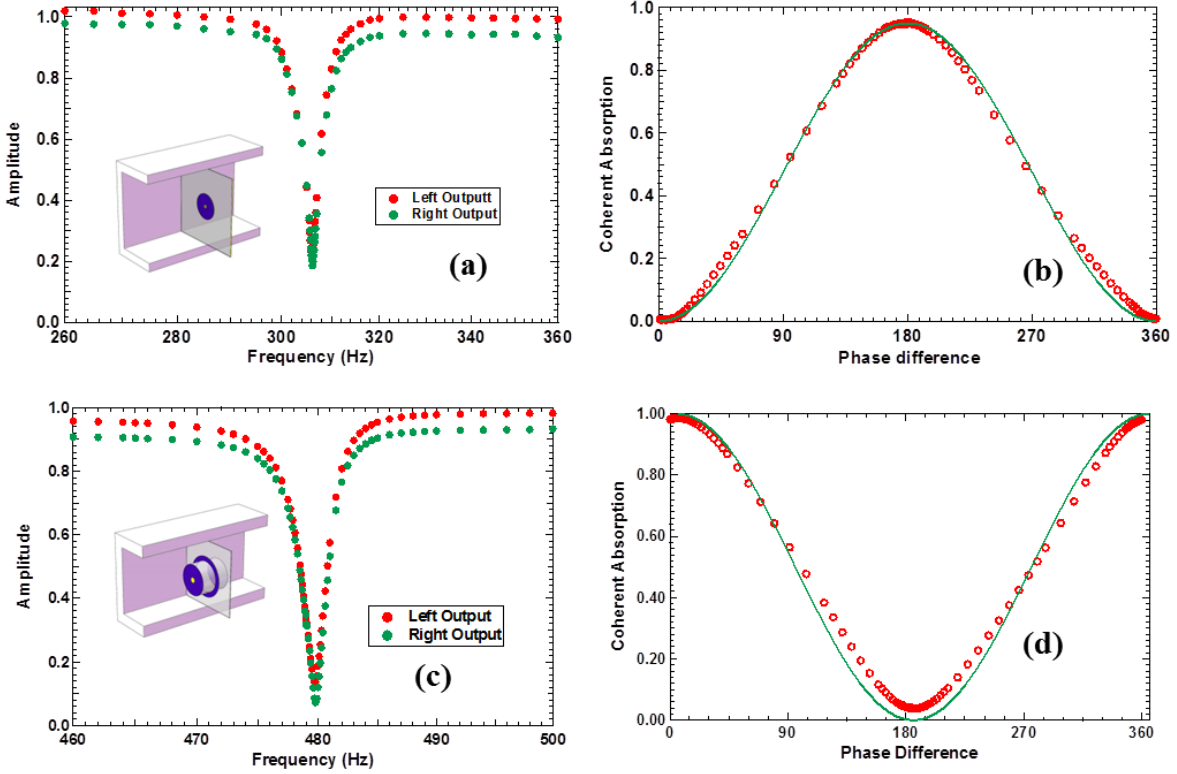 1.0
0.8
0.6
0.4
0.2
0.0
Amplitude
260
280
300
320
340
360
Frequency (Hz)
Left Outputt
Right Output
(a)
1.0
0.8
0.6
0.4
0.2
0.0
Coherent Absorption
0
90
180
270
360
Phase difference
(b)
1.0
0.8
0.6
0.4
0.2
0.0
Amplitude
460
470
480
490
500
Frequency (Hz)
Left Output
Right Output
(c)
1.00
0.80
0.60
0.40
0.20
0.00
Coherent Absorption
0
90
180
270
360
Phase Difference
(d)